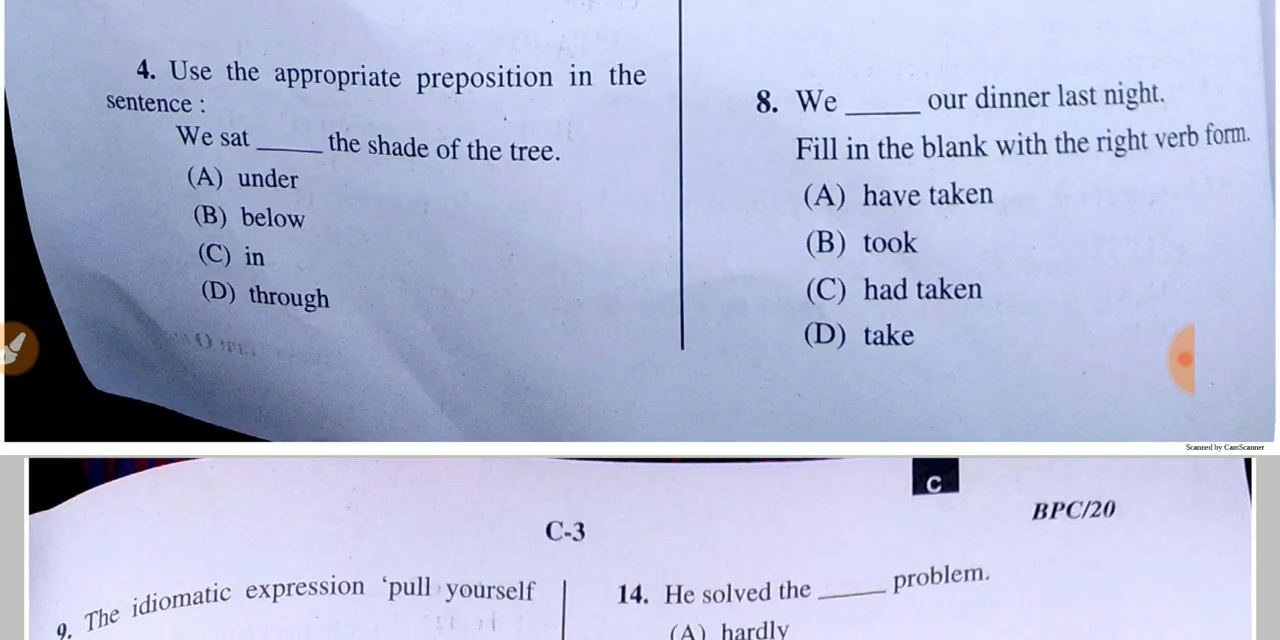 4. Use the appropriate preposition in the
sentence :
We sat _____ the shade of the tree.
(A) under
(B) below
(C) in
(D) through
8. We _____ our dinner last night.
Fill in the blank with the right verb form.
(A) have taken
(B) took
(C) had taken
(D) take
Scanned by CamScanner
C
BPC/20
C-3
9. The idiomatic expression ‘pull yourself
14. He solved the _____ problem.
(A) hardly